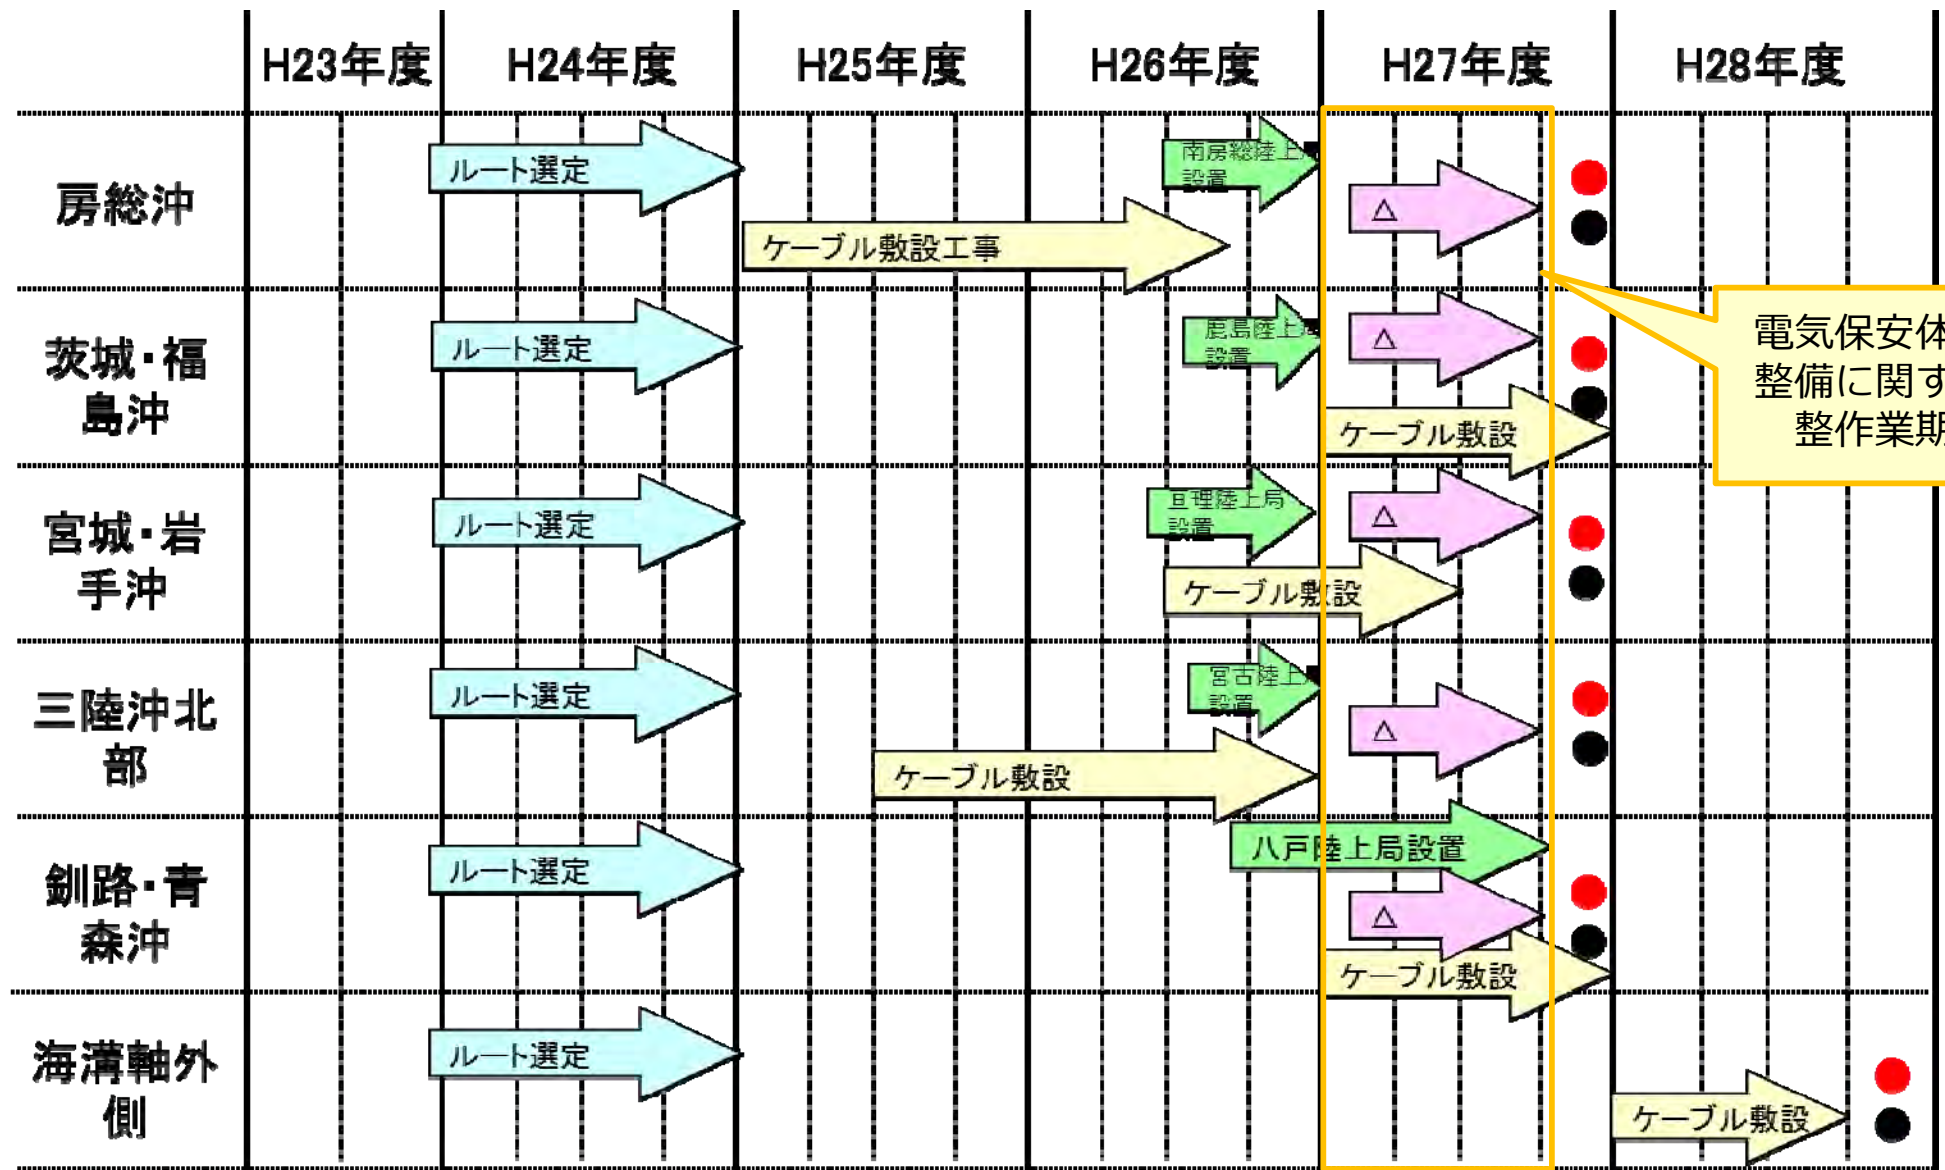 H23年度 H24年度 H25年度 H26年度 H27年度 H28年度
房総沖
ルート選定
南房総陸上
設置
△
ケーブル敷設工事
茨城・福
島沖
ルート選定
鹿島陸上
設置
△
ケーブル敷設
電気保安体
整備に関す
整作業期
宮城・岩
手沖
ルート選定
亘理陸上局
設置
△
ケーブル敷設
三陸沖北
部
ルート選定
宮古陸上
設置
△
ケーブル敷設
釧路・青
森沖
ルート選定
八戸陸上局設置
△
ケーブル敷設
海溝軸外
側
ルート選定
ケーブル敷設